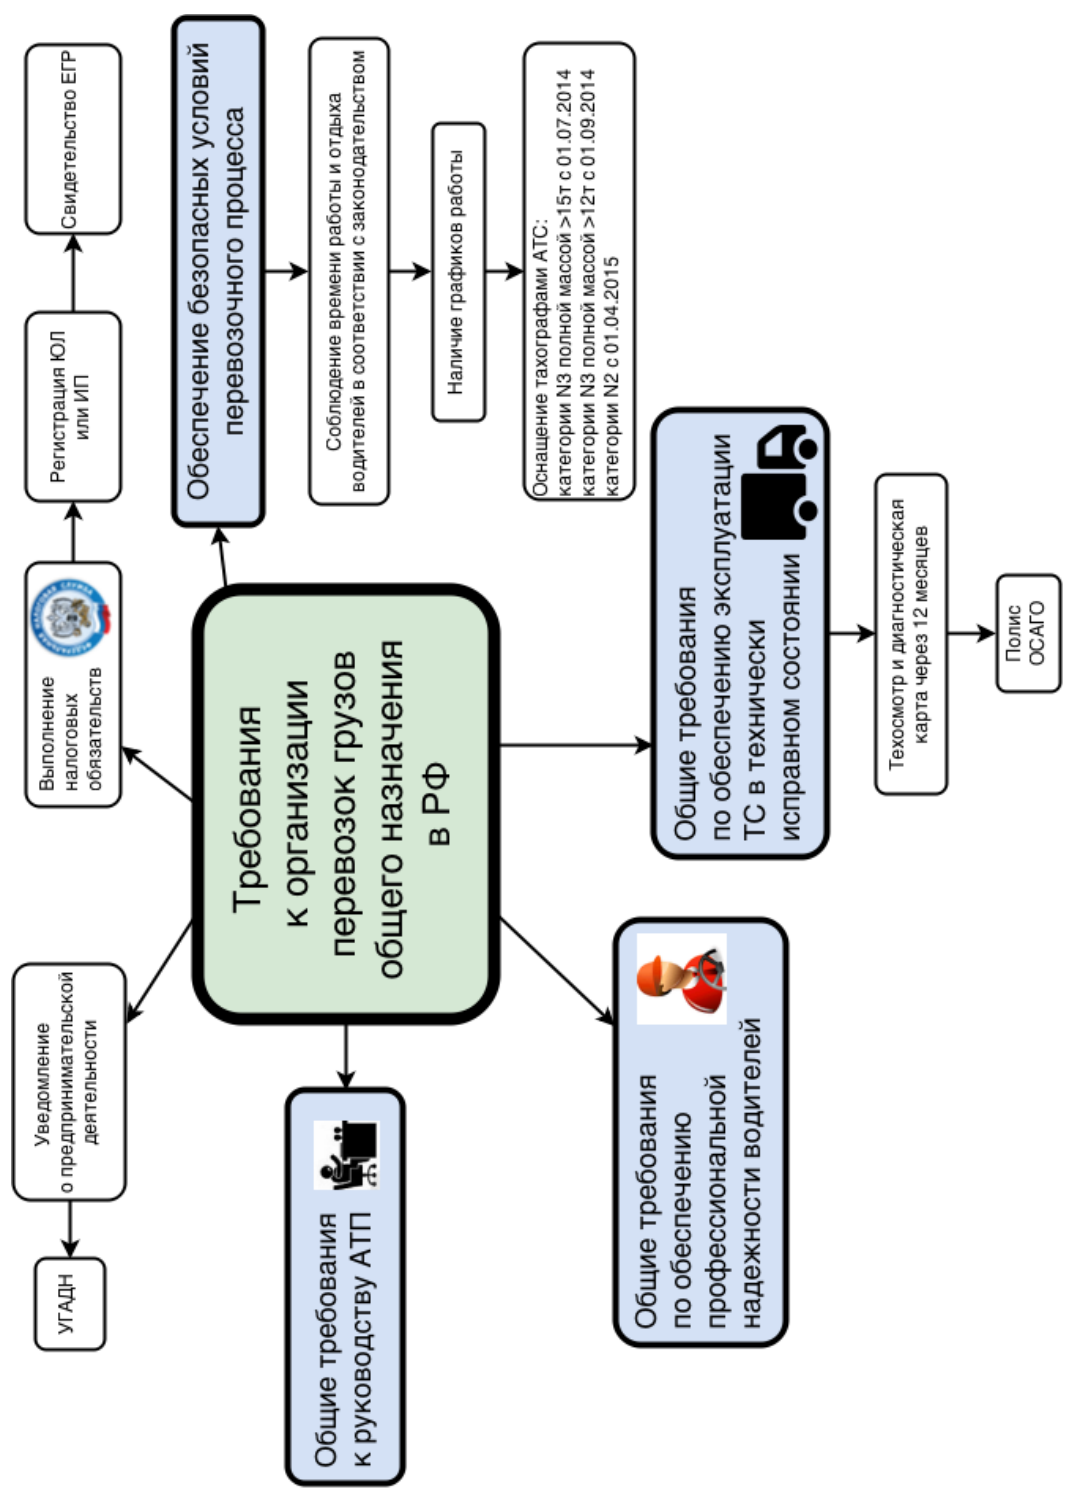 УГАДН
Уведомление
о предпринимательской
деятельности
Выполнение
налоговых
обязательств
ФЕДЕРАЛЬНАЯ НАЛОГОВАЯ СЛУЖБА
Регистрация ЮЛ
или ИП
Свидетельство ЕГР
Общие требования
к руководству АТП
Требования
к организации
перевозок грузов
общего назначения
в РФ
Обеспечение безопасных условий
перевозочного процесса
Соблюдение времени работы и отдыха
водителей в соответствии с законодательством
Наличие графиков работы
Оснащение тахографами АТС:
категории N3 полной массой >15т с 01.07.2014
категории N3 полной массой >12т с 01.09.2014
категории N2 с 01.04.2015
Общие требования
по обеспечению
профессиональной
надежности водителей
Общие требования
по обеспечению эксплуатации
ТС в технически
исправном состоянии
Техосмотр и диагностическая
карта через 12 месяцев
Полис
ОСАГО